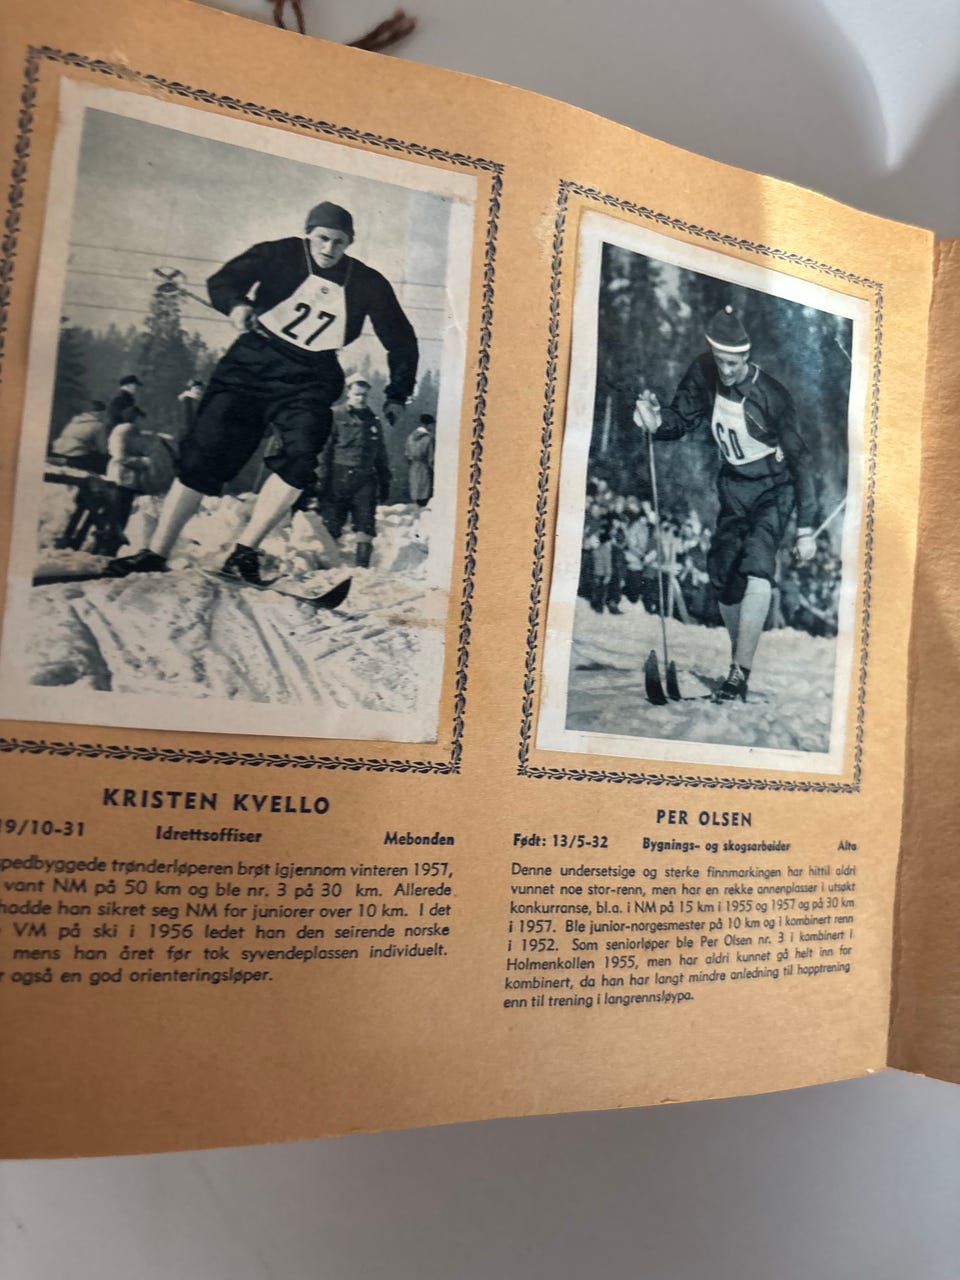 27
KRISTEN KVELLO
19/10-31 Idrettsoffiser Mebonden
pedbyggede trønderløperen brøt igjennom vinteren 1957,
vant NM på 50 km og ble nr. 3 på 30 km. Allerede
hadde han sikret seg NM for juniorer over 10 km. I det
VM på ski i 1956 ledet han den seirende norske
mens han året før tok syvendeplassen individuelt.
også en god orienteringsløper.
60
PER OLSEN
Født: 13/5-32 Bygnings- og skogsarbeider Alta
Denne undersetsige og sterke finnmarkingen har hittil aldri
vunnet noe stor-renn, men har en rekke annenplasser i utsøkt
konkurranse, bl.a. i NM på 15 km i 1955 og 1957 og på 30 km
i 1957. Ble junior-norgesmester på 10 km og i kombinert renn
i 1952. Som seniorløper ble Per Olsen nr. 3 i kombinert i
Holmenkollen 1955, men har aldri kunnet gå helt inn for
kombinert, da han har langt mindre anledning til hopptrening
enn til trening i langrennsløypa.